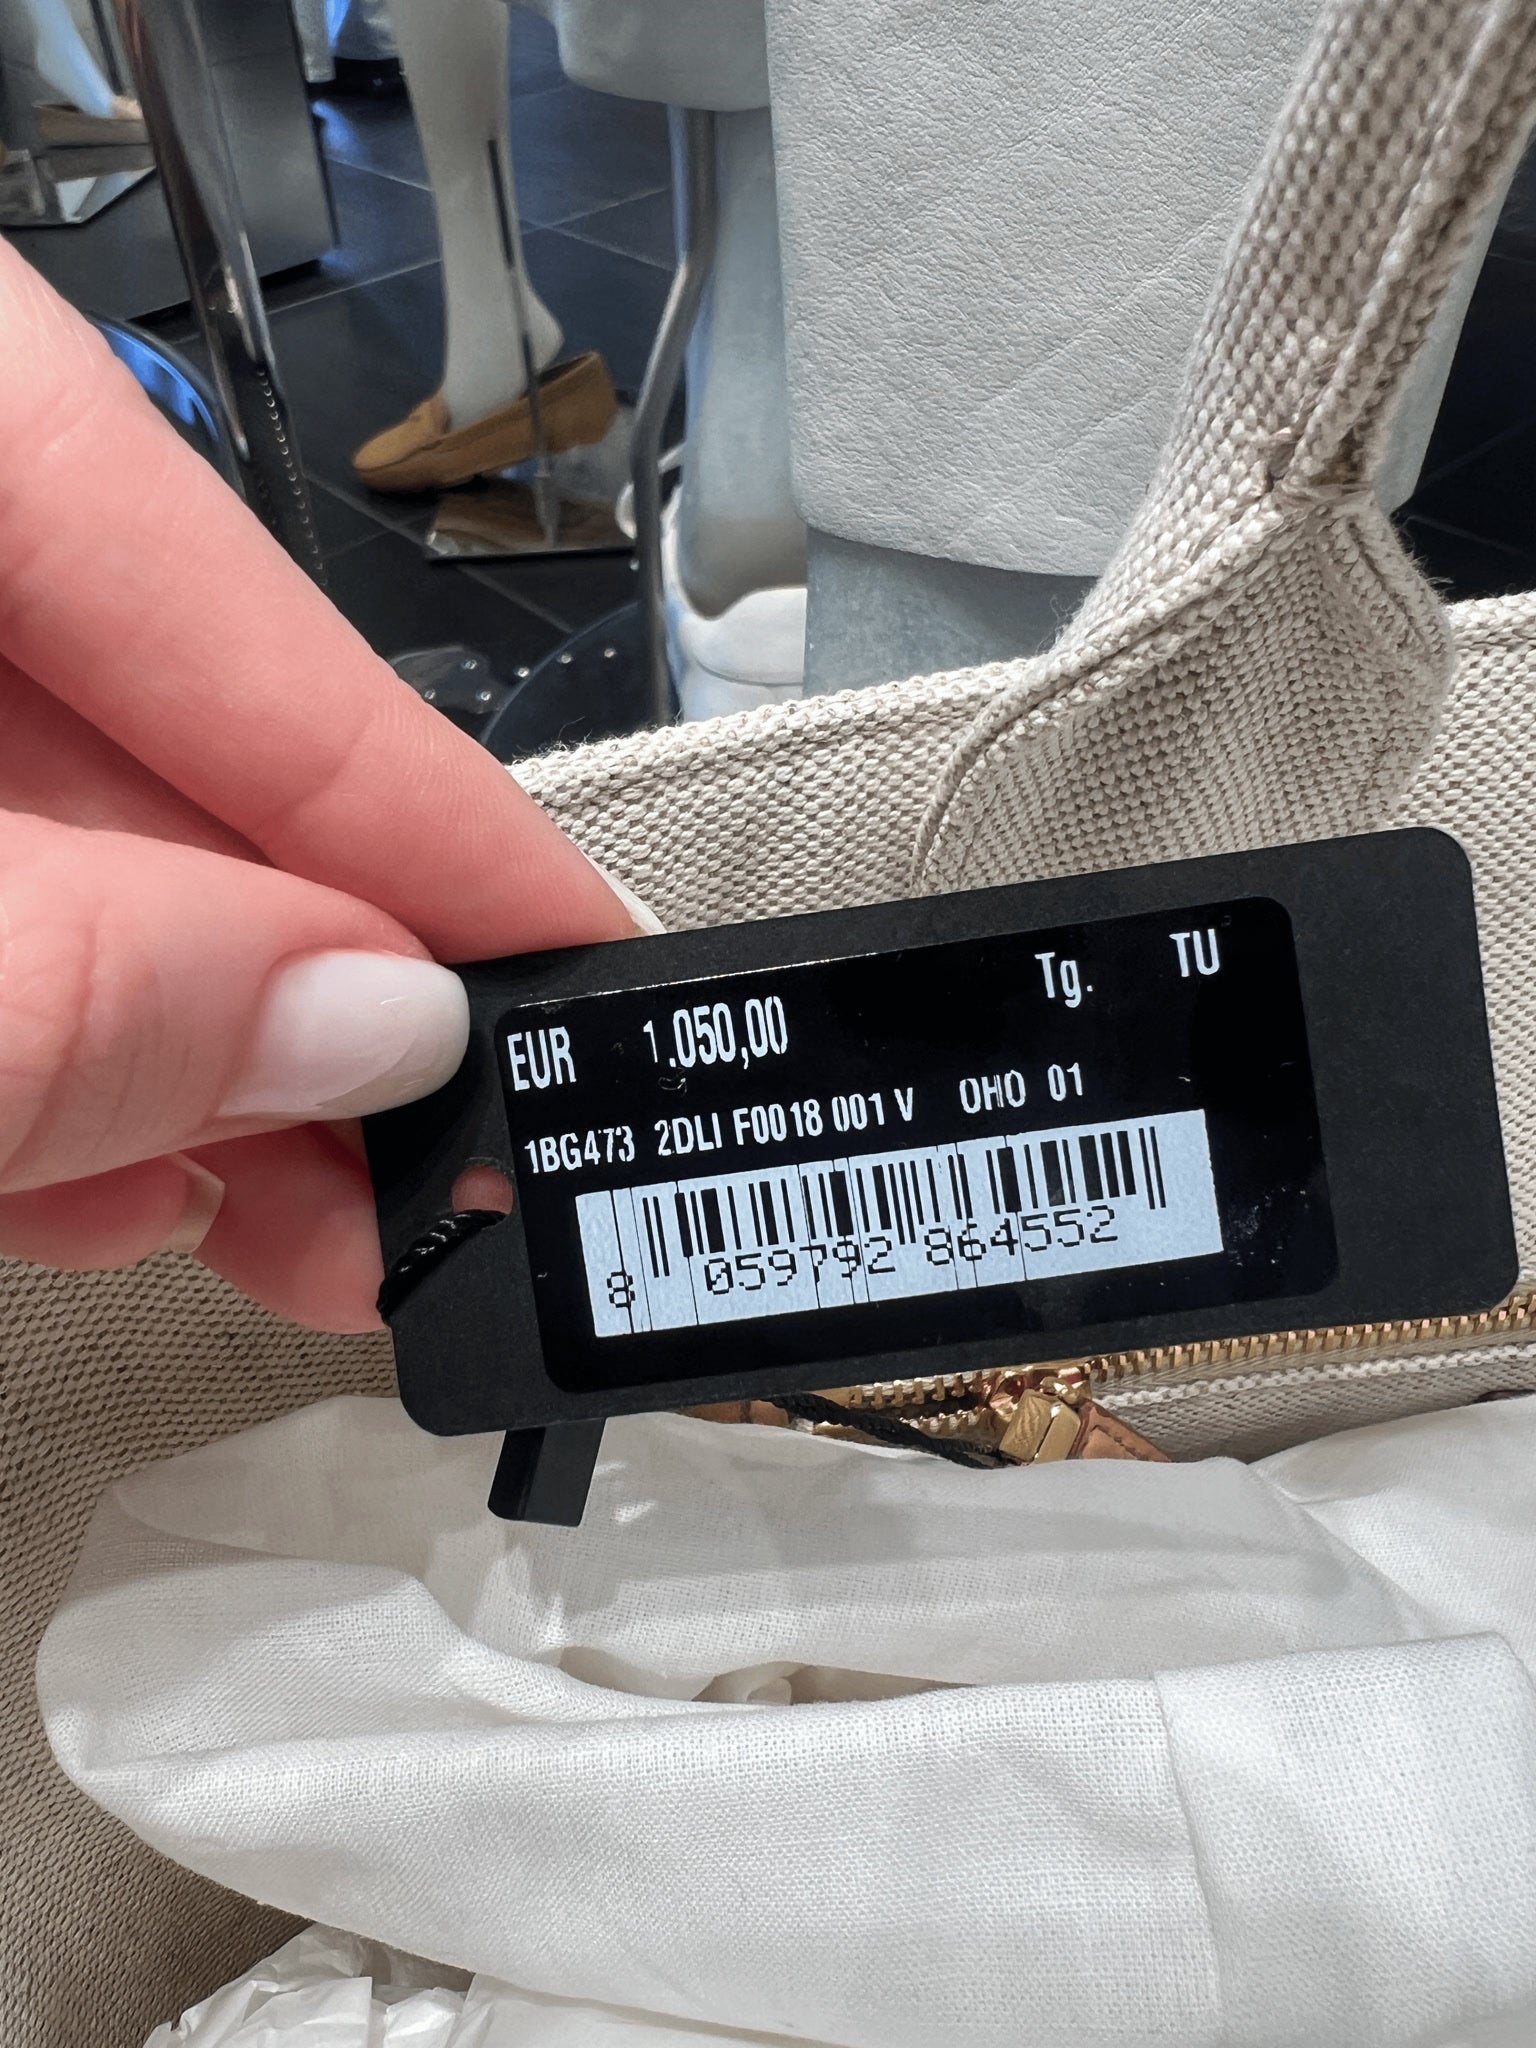 Tg. TU
EUR 1.050,00
1BG473 2DLI F0018 001 V OHO 01
8 059792 864552